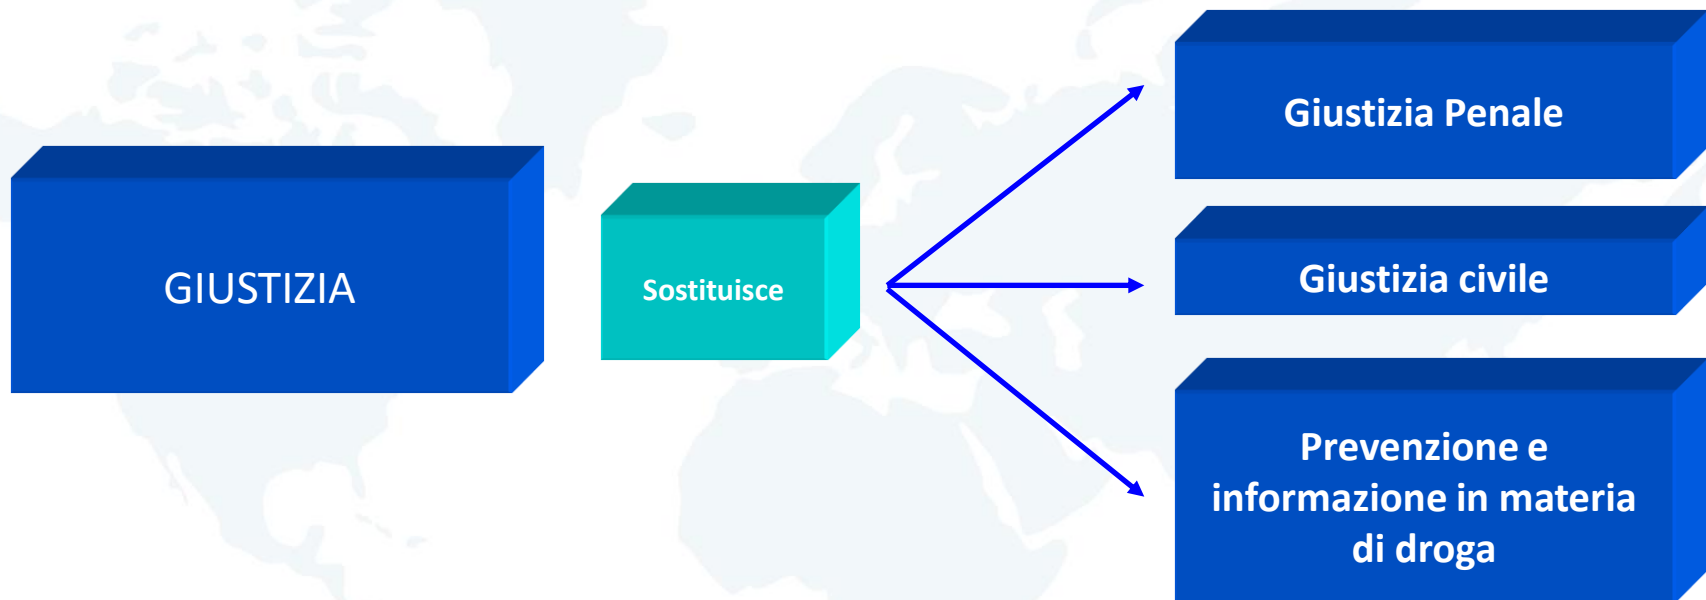 GIUSTIZIA
Sostituisce
Giustizia Penale
Giustizia civile
Prevenzione e
informazione in materia
di droga